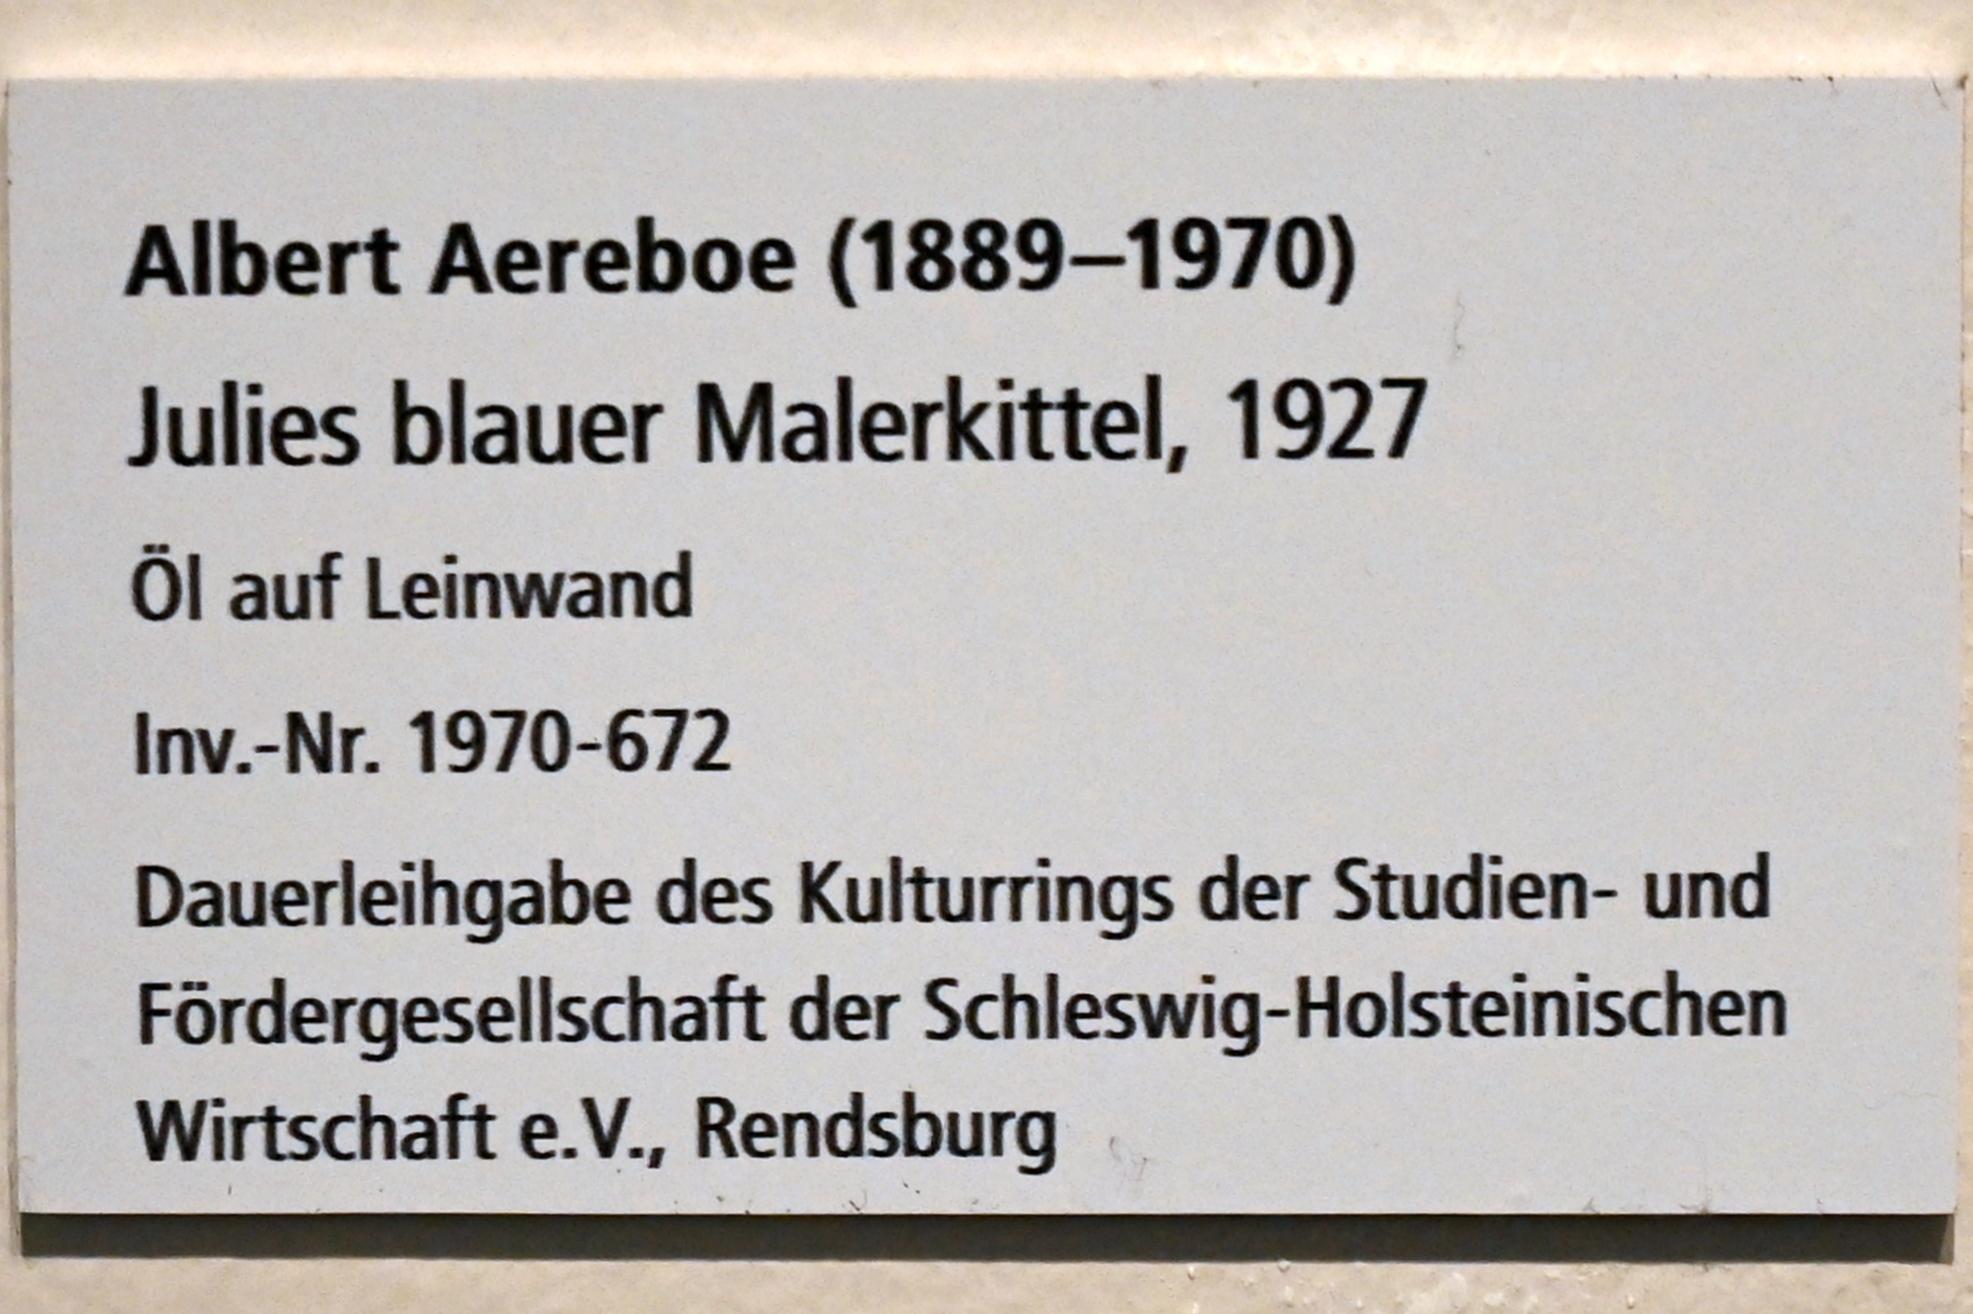 Albert Aereboe (1889–1970)
Julies blauer Malerkittel, 1927
Öl auf Leinwand
Inv.-Nr. 1970-672
Dauerleihgabe des Kulturrings der Studien- und
Fördergesellschaft der Schleswig-Holsteinischen
Wirtschaft e.V., Rendsburg